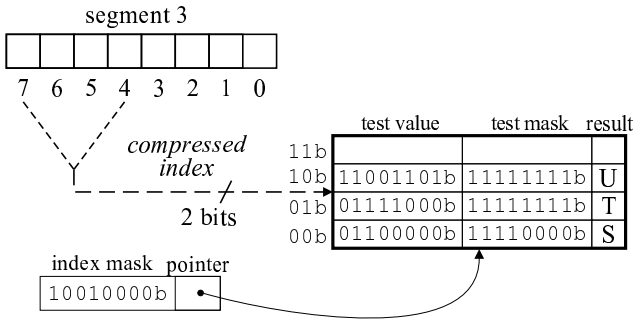 segment 3
7 6 5 4 3 2 1 0
compressed
index
2 bits
test value test mask result
11b
10b 11001101b 11111111b U
01b 01111000b 11111111b T
00b 01100000b 11110000b S
index mask pointer
10010000b